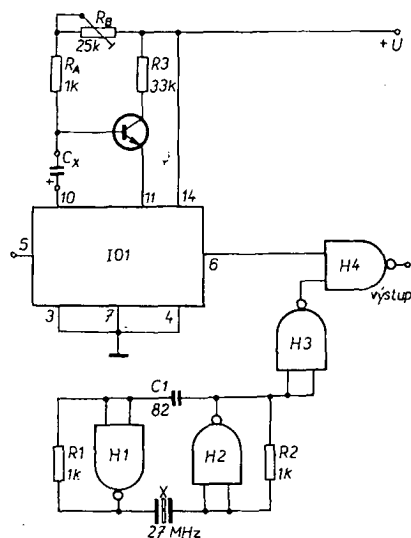 R_B
25k
+ U
R_A
1k
R3
33k
C_X
+
10
11
14
5
IO1
6
H4
výstup
3
7
4
H3
C1
82
R1
1k
H1
H2
R2
1k
X
27 MHz